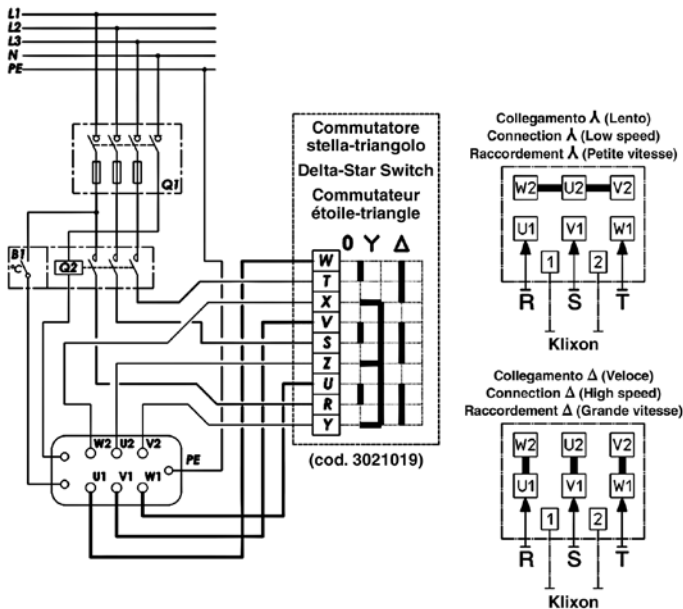 L1
L2
L3
N
PE
Q1
B1
°C
Q2
Commutatore
stella-triangolo
Delta-Star Switch
Commutateur
étoile-triangle
0 Y Δ
W
T
X
V
S
Z
U
R
Y
(cod. 3021019)
W2 U2 V2
PE
U1 V1 W1
Collegamento ⅄ (Lento)
Connection ⅄ (Low speed)
Raccordement ⅄ (Petite vitesse)
W2 U2 V2
U1 V1 W1
1 2
R S T
Klixon
Collegamento Δ (Veloce)
Connection Δ (High speed)
Raccordement Δ (Grande vitesse)
W2 U2 V2
U1 V1 W1
1 2
R S T
Klixon